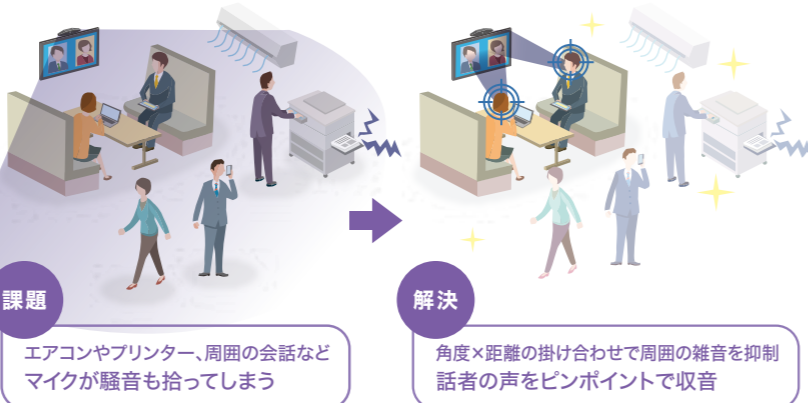 課題
エアコンやプリンター、周囲の会話など
マイクが騒音も拾ってしまう
解決
角度×距離の掛け合わせで周囲の雑音を抑制
話者の声をピンポイントで収音